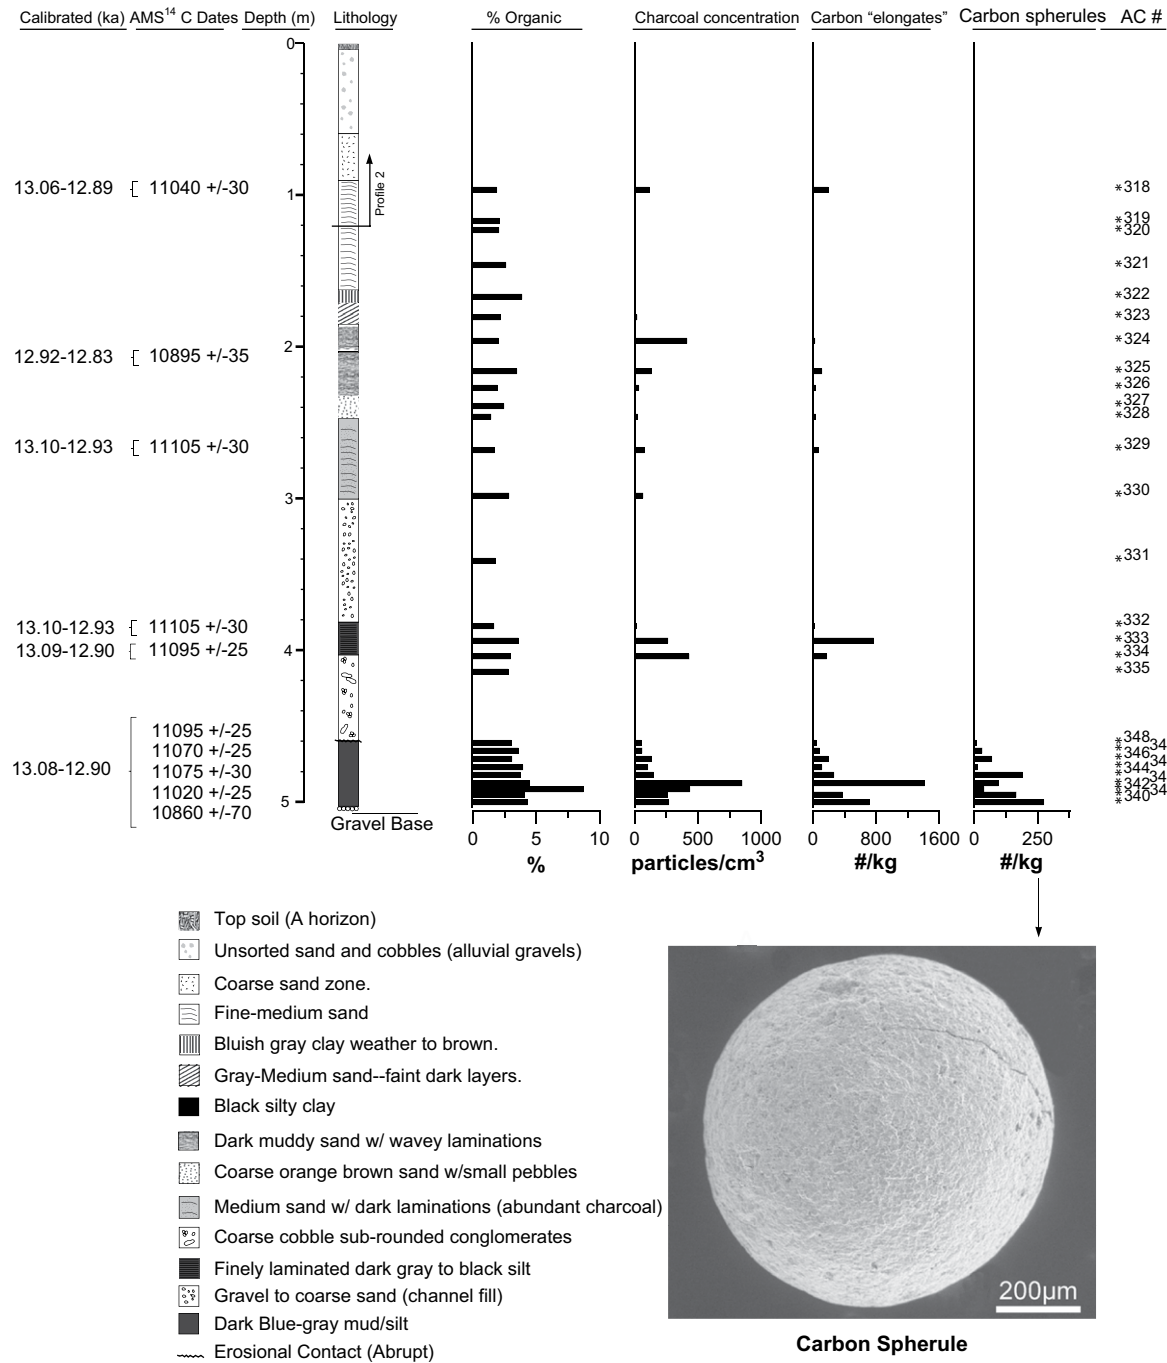 Calibrated (ka) AMS14 C Dates Depth (m) Lithology % Organic Charcoal concentration Carbon “elongates” Carbon spherules AC #
0
13.06-12.89 11040 +/-30 1 *318
Profile 2
*319
*320
*321
*322
*323
12.92-12.83 10895 +/-35 2 *324
*325
*326
*327
*328
13.10-12.93 11105 +/-30 *329
3 *330
*331
13.10-12.93 11105 +/-30 *332
13.09-12.90 11095 +/-25 4 *333
*334
*335
11095 +/-25 *348
11070 +/-25 *346 34
13.08-12.90 11075 +/-30 *344 34
11020 +/-25 *342 34
10860 +/-70 5 *340 34
Gravel Base
0 5 10 0 500 1000 0 800 1600 0 250
% particles/cm3 #/kg #/kg
Top soil (A horizon)
Unsorted sand and cobbles (alluvial gravels)
Coarse sand zone.
Fine-medium sand
Bluish gray clay weather to brown.
Gray-Medium sand--faint dark layers.
Black silty clay
Dark muddy sand w/ wavey laminations
Coarse orange brown sand w/small pebbles
Medium sand w/ dark laminations (abundant charcoal)
Coarse cobble sub-rounded conglomerates
Finely laminated dark gray to black silt
Gravel to coarse sand (channel fill)
Dark Blue-gray mud/silt
Erosional Contact (Abrupt)
200µm
Carbon Spherule